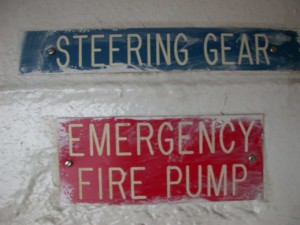 STEERING GEAR
EMERGENCY
FIRE PUMP